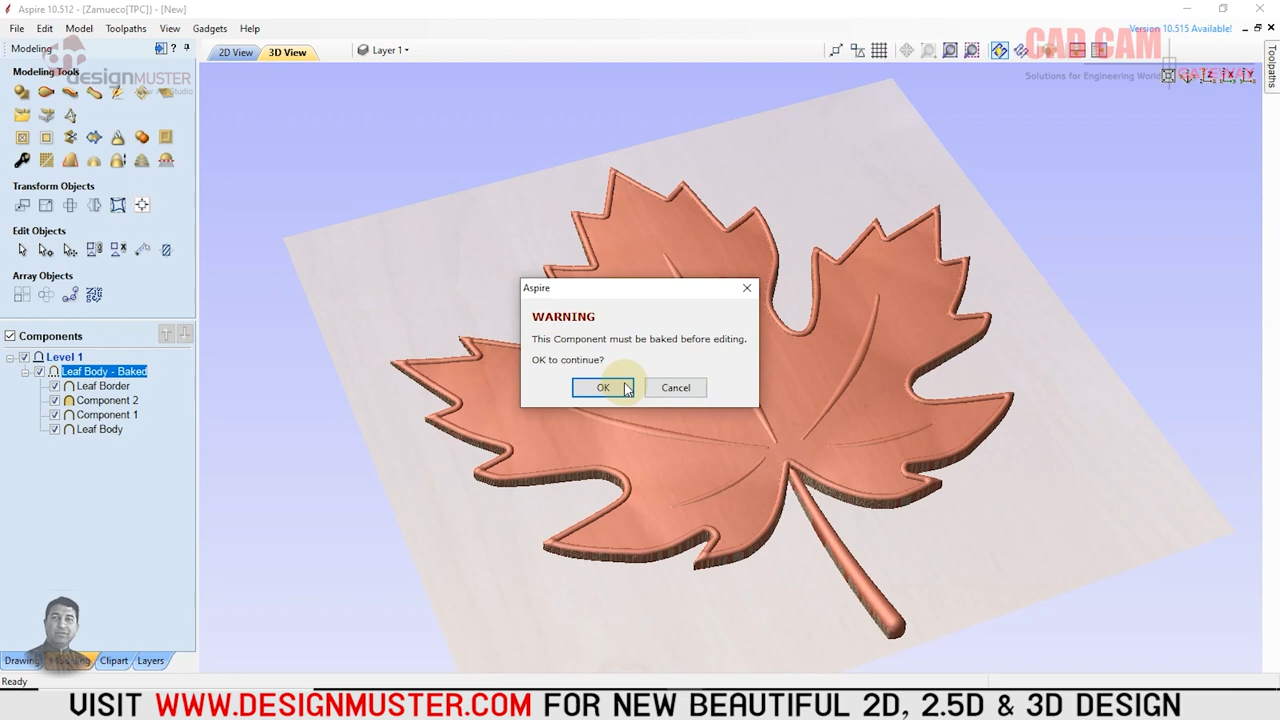 Aspire 10.512 - {Zamueco[TPC]} - [New]
File Edit Model Toolpaths View Gadgets Help
Version 10.515 Available!
Modeling
2D View
3D View
Layer 1
CAD CAM
Solutions for Engineering World
designmuster
Toolpaths
Modeling Tools
Transform Objects
Edit Objects
Array Objects
Components
Level 1
Leaf Body - Baked
Leaf Border
Component 2
Component 1
Leaf Body
Aspire
WARNING
This Component must be baked before editing.
OK to continue?
OK
Cancel
Clipart
Layers
Ready
VISIT WWW.DESIGNMUSTER.COM FOR NEW BEAUTIFUL 2D, 2.5D & 3D DESIGN